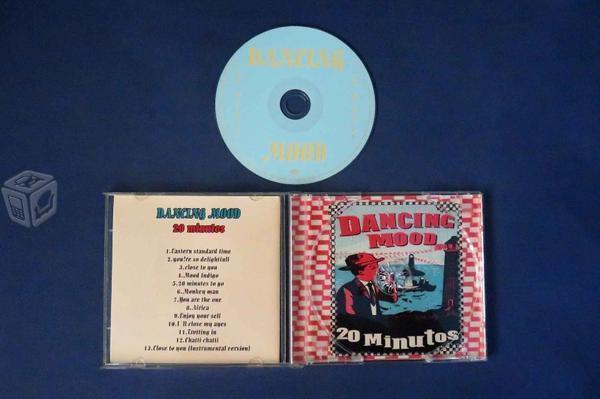 DANCING
MOOD
DANCING MOOD
20 minutos
1.Eastern standard time
2.you?re so delightfull
3.close to you
4.Mood indigo
5.20 minutes to go
6..Monkey man
7.You are the one
8..Africa
9.Enjoy your self
10.I´ll close my ayes
11.Getting in
12.Chatti chatti
13.Close to you (Instrumental version)
DANCING
MOOD
20 Minutos